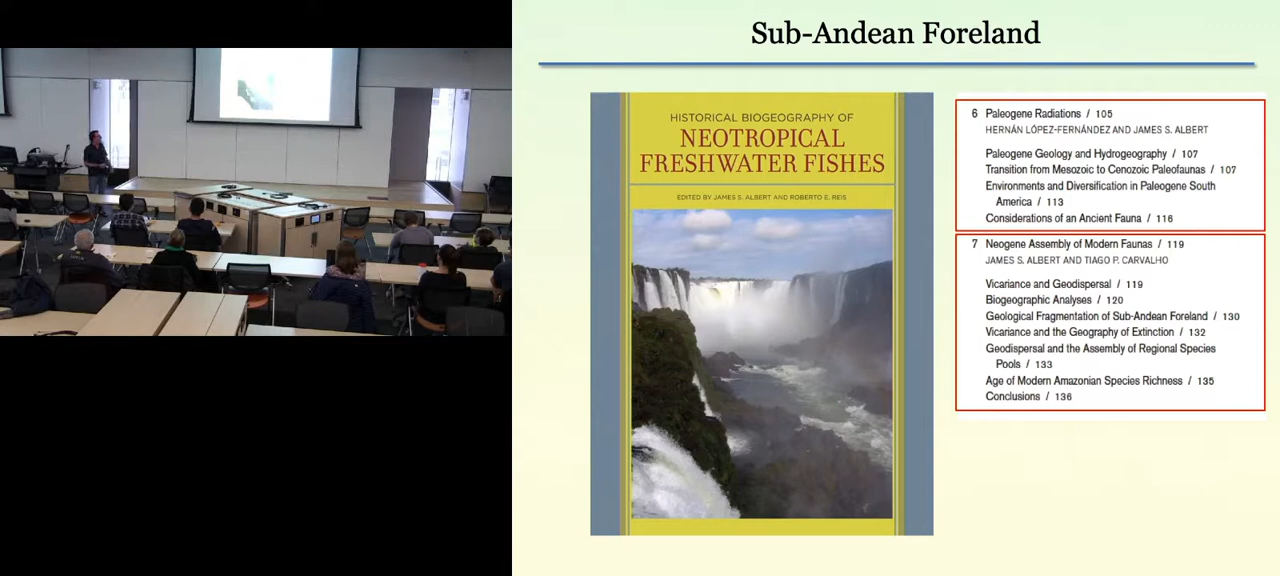 Sub-Andean Foreland
HISTORICAL BIOGEOGRAPHY OF
NEOTROPICAL
FRESHWATER FISHES
EDITED BY JAMES S. ALBERT AND ROBERTO E. REIS
6 Paleogene Radiations / 105
HERNÁN LÓPEZ-FERNÁNDEZ AND JAMES S. ALBERT
Paleogene Geology and Hydrogeography / 107
Transition from Mesozoic to Cenozoic Paleofaunas / 107
Environments and Diversification in Paleogene South
America / 113
Considerations of an Ancient Fauna / 116
7 Neogene Assembly of Modern Faunas / 119
JAMES S. ALBERT AND TIAGO P. CARVALHO
Vicariance and Geodispersal / 119
Biogeographic Analyses / 120
Geological Fragmentation of Sub-Andean Foreland / 130
Vicariance and the Geography of Extinction / 132
Geodispersal and the Assembly of Regional Species
Pools / 133
Age of Modern Amazonian Species Richness / 135
Conclusions / 136